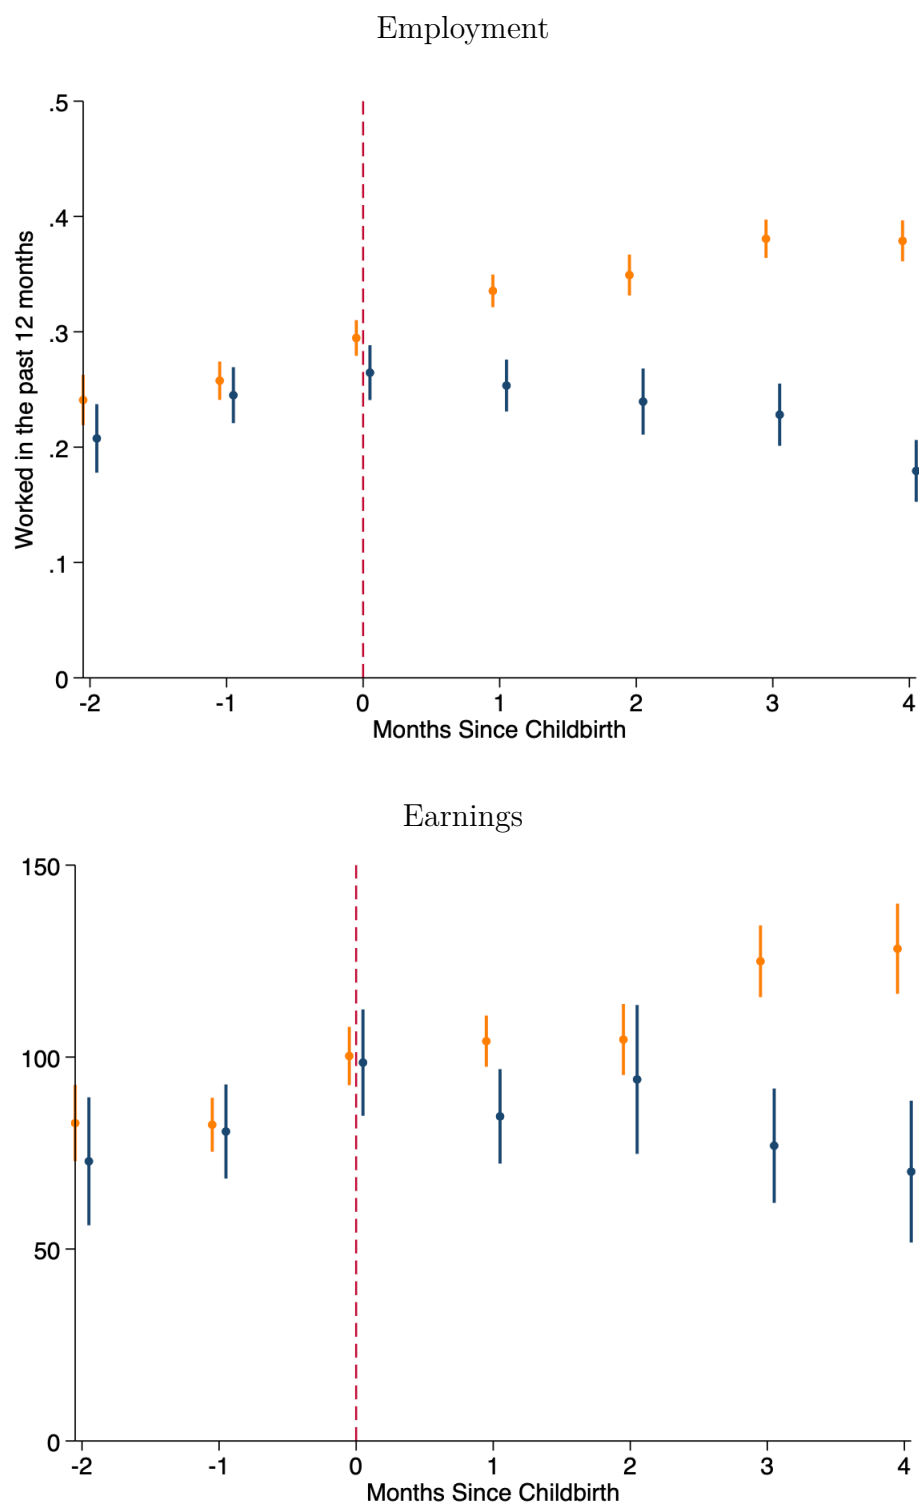 Employment
.5
.4
.3
.2
.1
0
Worked in the past 12 months
-2 -1 0 1 2 3 4
Months Since Childbirth
Earnings
150
100
50
0
-2 -1 0 1 2 3 4
Months Since Childbirth